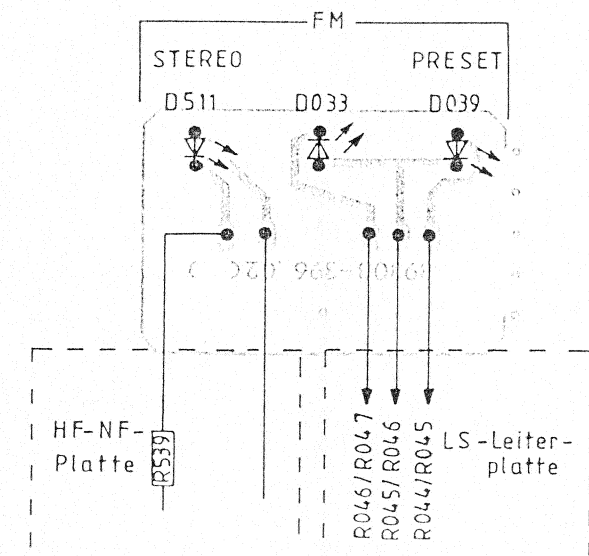 FM
STEREO PRESET
D511 D033 D039
HF-NF-
Platte
R539
R046/R047
R045/R046
R044/R045
LS-Leiter-
platte